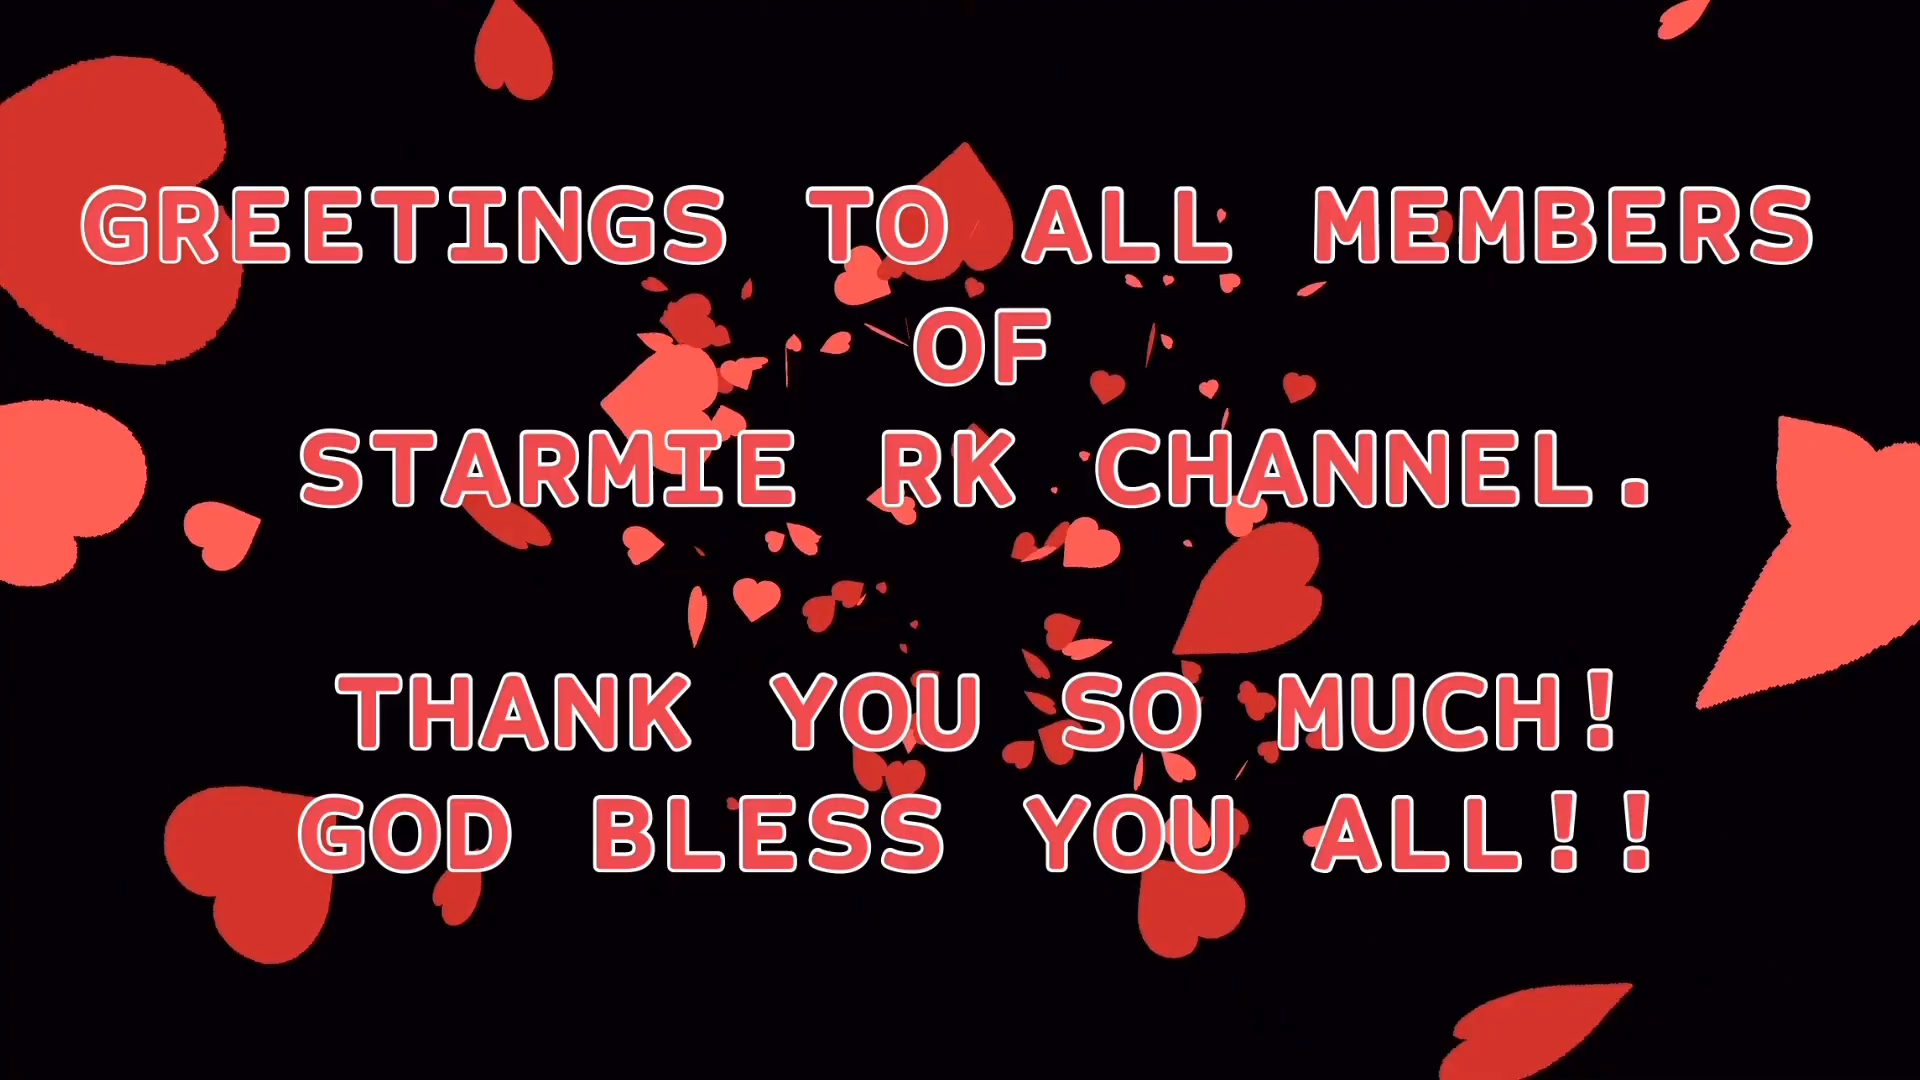 GREETINGS TO ALL MEMBERS
OF
STARMIE RK CHANNEL.
THANK YOU SO MUCH!
GOD BLESS YOU ALL!!